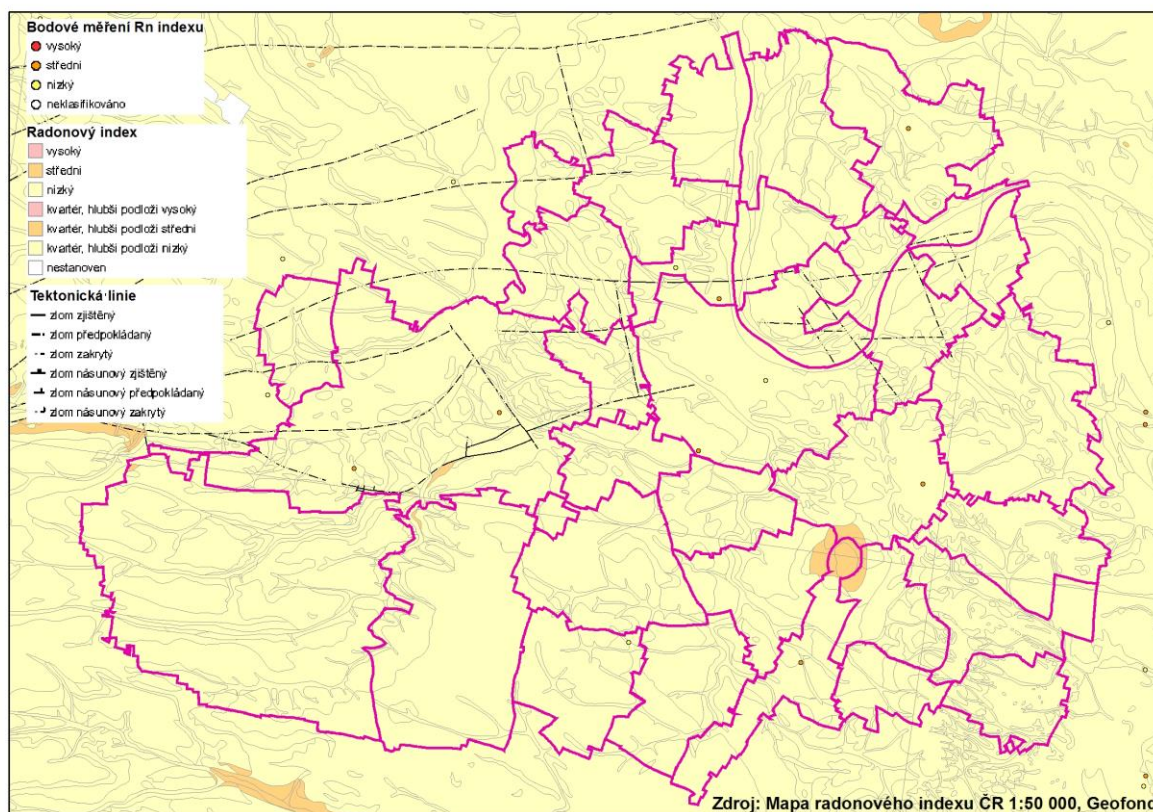 Bodové měření Rn indexu
vysoký
střední
nízký
neklasifikováno
Radonový index
vysoký
střední
nízký
kvartér, hlubší podloží vysoký
kvartér, hlubší podloží střední
kvartér, hlubší podloží nízký
nestanoven
Tektonická linie
zlom zjištěný
zlom předpokládaný
zlom zakrytý
zlom násunový zjištěný
zlom násunový předpokládaný
zlom násunový zakrytý
Zdroj: Mapa radonového indexu ČR 1:50 000, Geofond